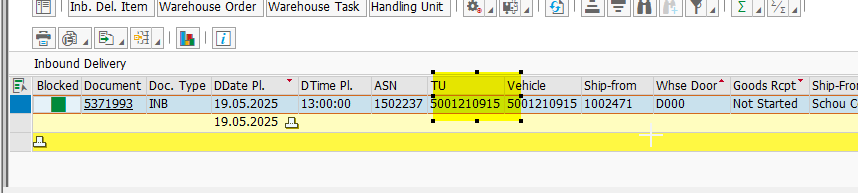 Inb. Del. Item Warehouse Order Warehouse Task Handling Unit
Inbound Delivery
Blocked Document Doc. Type DDate Pl. DTime Pl. ASN TU Vehicle Ship-from Whse Door Goods Rcpt Ship-From
5371993 INB 19.05.2025 13:00:00 1502237 5001210915 5001210915 1002471 D000 Not Started Schou C
19.05.2025